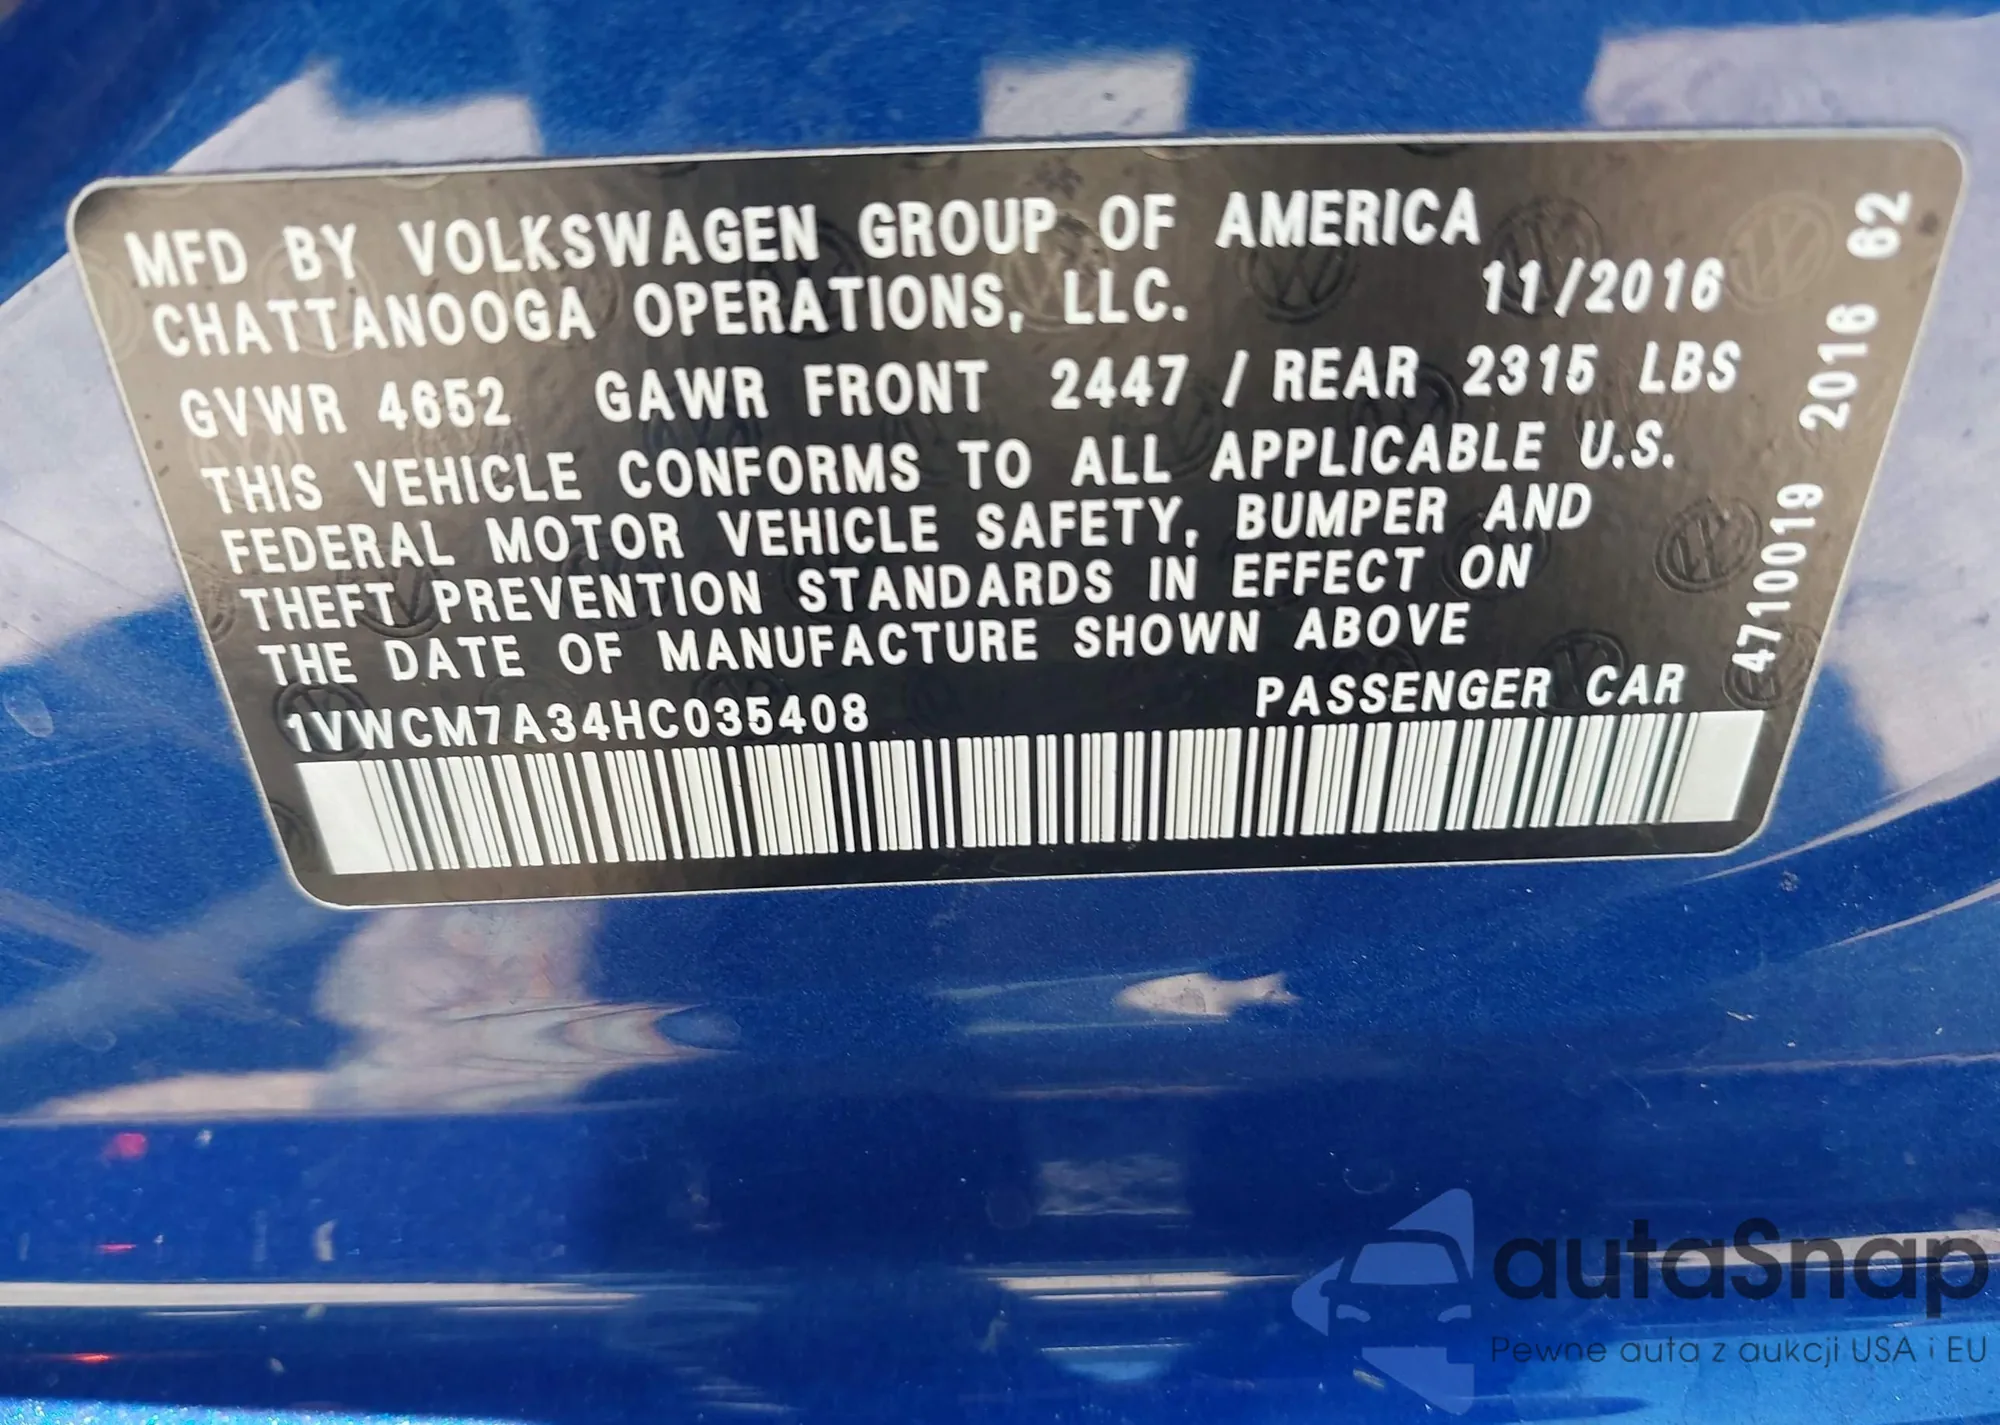 MFD BY VOLKSWAGEN GROUP OF AMERICA
CHATTANOOGA OPERATIONS, LLC. 11/2016
GVWR 4652 GAWR FRONT 2447 / REAR 2315 LBS
THIS VEHICLE CONFORMS TO ALL APPLICABLE U.S.
FEDERAL MOTOR VEHICLE SAFETY, BUMPER AND
THEFT PREVENTION STANDARDS IN EFFECT ON
THE DATE OF MANUFACTURE SHOWN ABOVE
1VWCM7A34HC035408 PASSENGER CAR
4710019 2016 62
autaSnap
Pewne auta z aukcji USA i EU